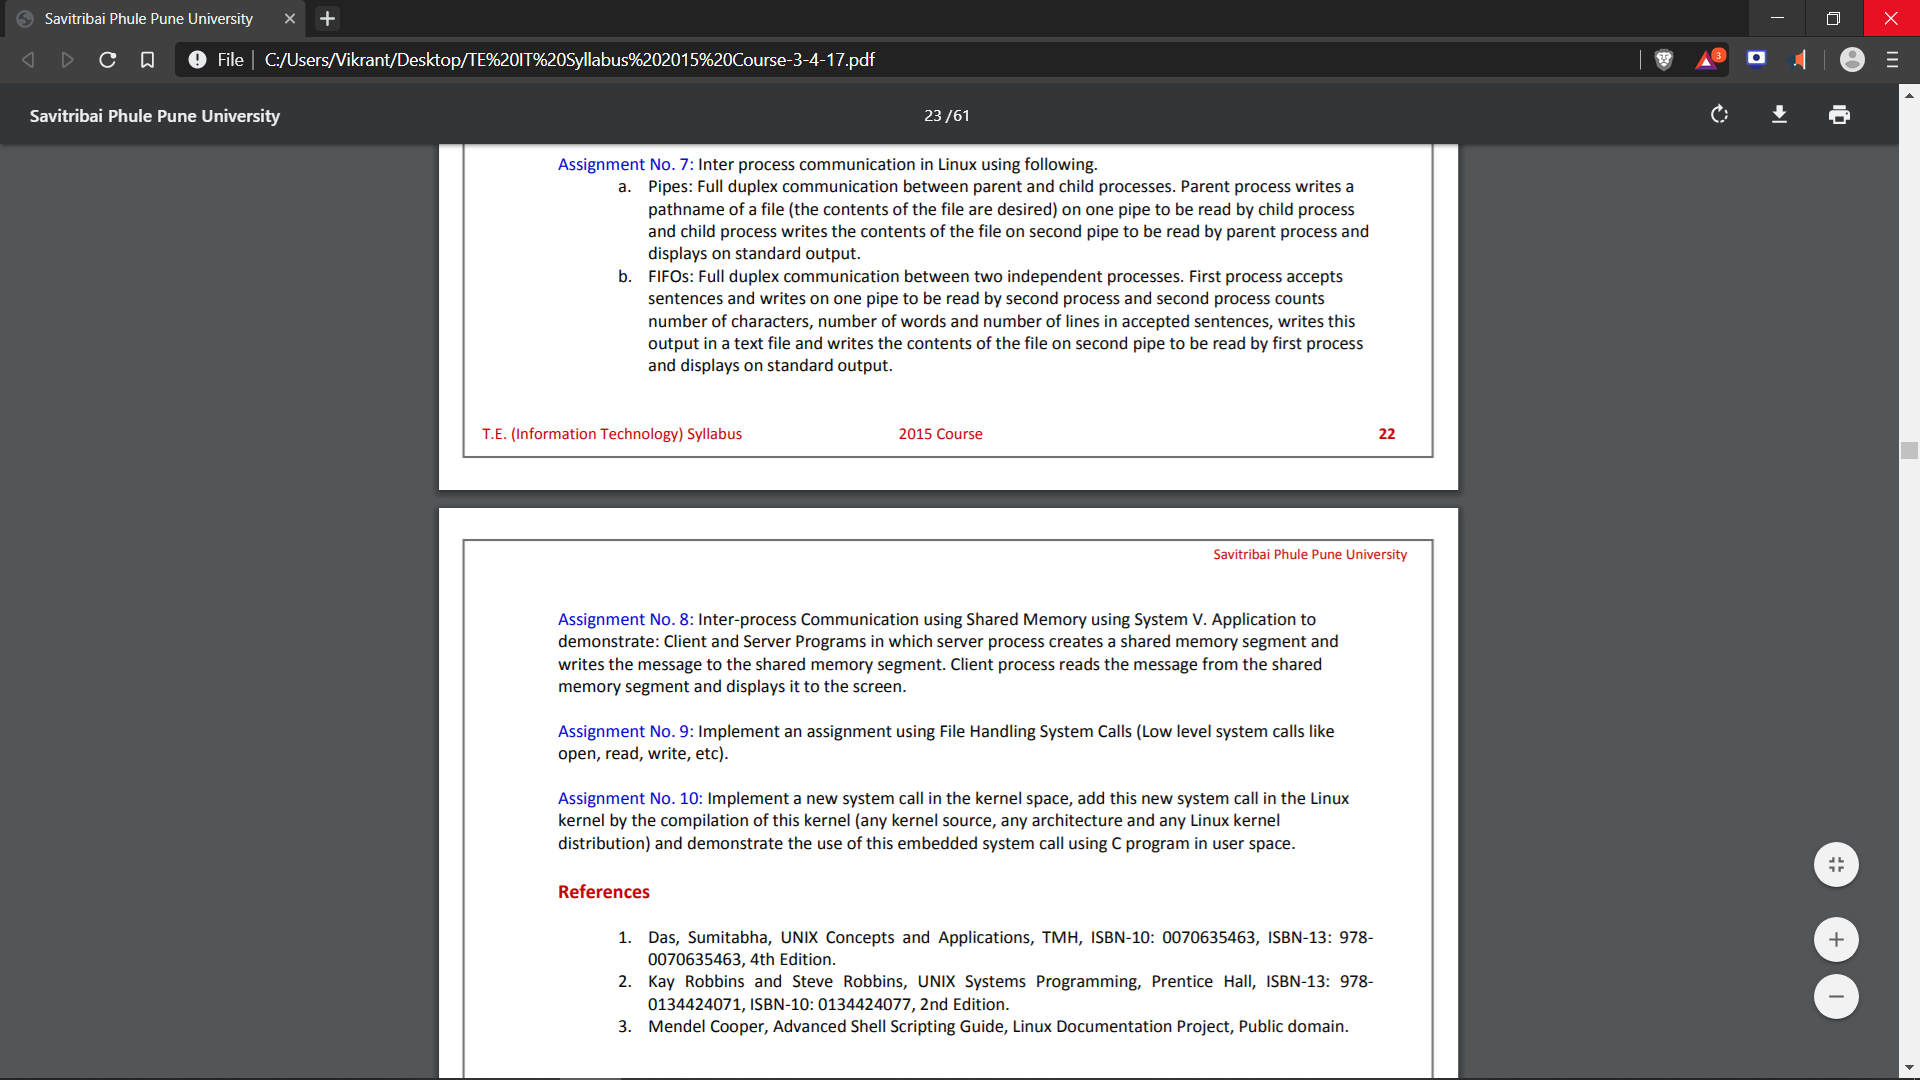 Savitribai Phule Pune University
File
C:/Users/Vikrant/Desktop/TE%20IT%20Syllabus%202015%20Course-3-4-17.pdf
3
Savitribai Phule Pune University
23 /61
Assignment No. 7: Inter process communication in Linux using following.
a. Pipes: Full duplex communication between parent and child processes. Parent process writes a
pathname of a file (the contents of the file are desired) on one pipe to be read by child process
and child process writes the contents of the file on second pipe to be read by parent process and
displays on standard output.
b. FIFOs: Full duplex communication between two independent processes. First process accepts
sentences and writes on one pipe to be read by second process and second process counts
number of characters, number of words and number of lines in accepted sentences, writes this
output in a text file and writes the contents of the file on second pipe to be read by first process
and displays on standard output.
T.E. (Information Technology) Syllabus 2015 Course 22
Savitribai Phule Pune University
Assignment No. 8: Inter-process Communication using Shared Memory using System V. Application to
demonstrate: Client and Server Programs in which server process creates a shared memory segment and
writes the message to the shared memory segment. Client process reads the message from the shared
memory segment and displays it to the screen.
Assignment No. 9: Implement an assignment using File Handling System Calls (Low level system calls like
open, read, write, etc).
Assignment No. 10: Implement a new system call in the kernel space, add this new system call in the Linux
kernel by the compilation of this kernel (any kernel source, any architecture and any Linux kernel
distribution) and demonstrate the use of this embedded system call using C program in user space.
References
1. Das, Sumitabha, UNIX Concepts and Applications, TMH, ISBN-10: 0070635463, ISBN-13: 978-
0070635463, 4th Edition.
2. Kay Robbins and Steve Robbins, UNIX Systems Programming, Prentice Hall, ISBN-13: 978-
0134424071, ISBN-10: 0134424077, 2nd Edition.
3. Mendel Cooper, Advanced Shell Scripting Guide, Linux Documentation Project, Public domain.